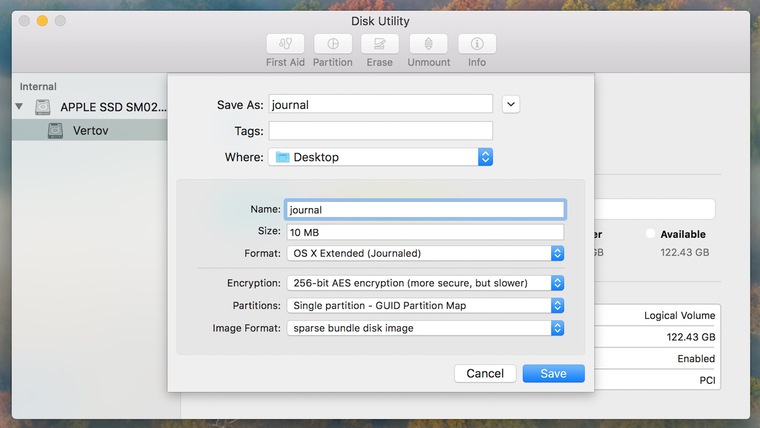 Disk Utility
First Aid Partition Erase Unmount Info
Internal
APPLE SSD SM02...
Vertov
Save As: journal
Tags:
Where: Desktop
Name: journal
Size: 10 MB
Format: OS X Extended (Journaled)
Encryption: 256-bit AES encryption (more secure, but slower)
Partitions: Single partition - GUID Partition Map
Image Format: sparse bundle disk image
Cancel Save
er Available
GB 122.43 GB
Logical Volume
122.43 GB
Enabled
PCI